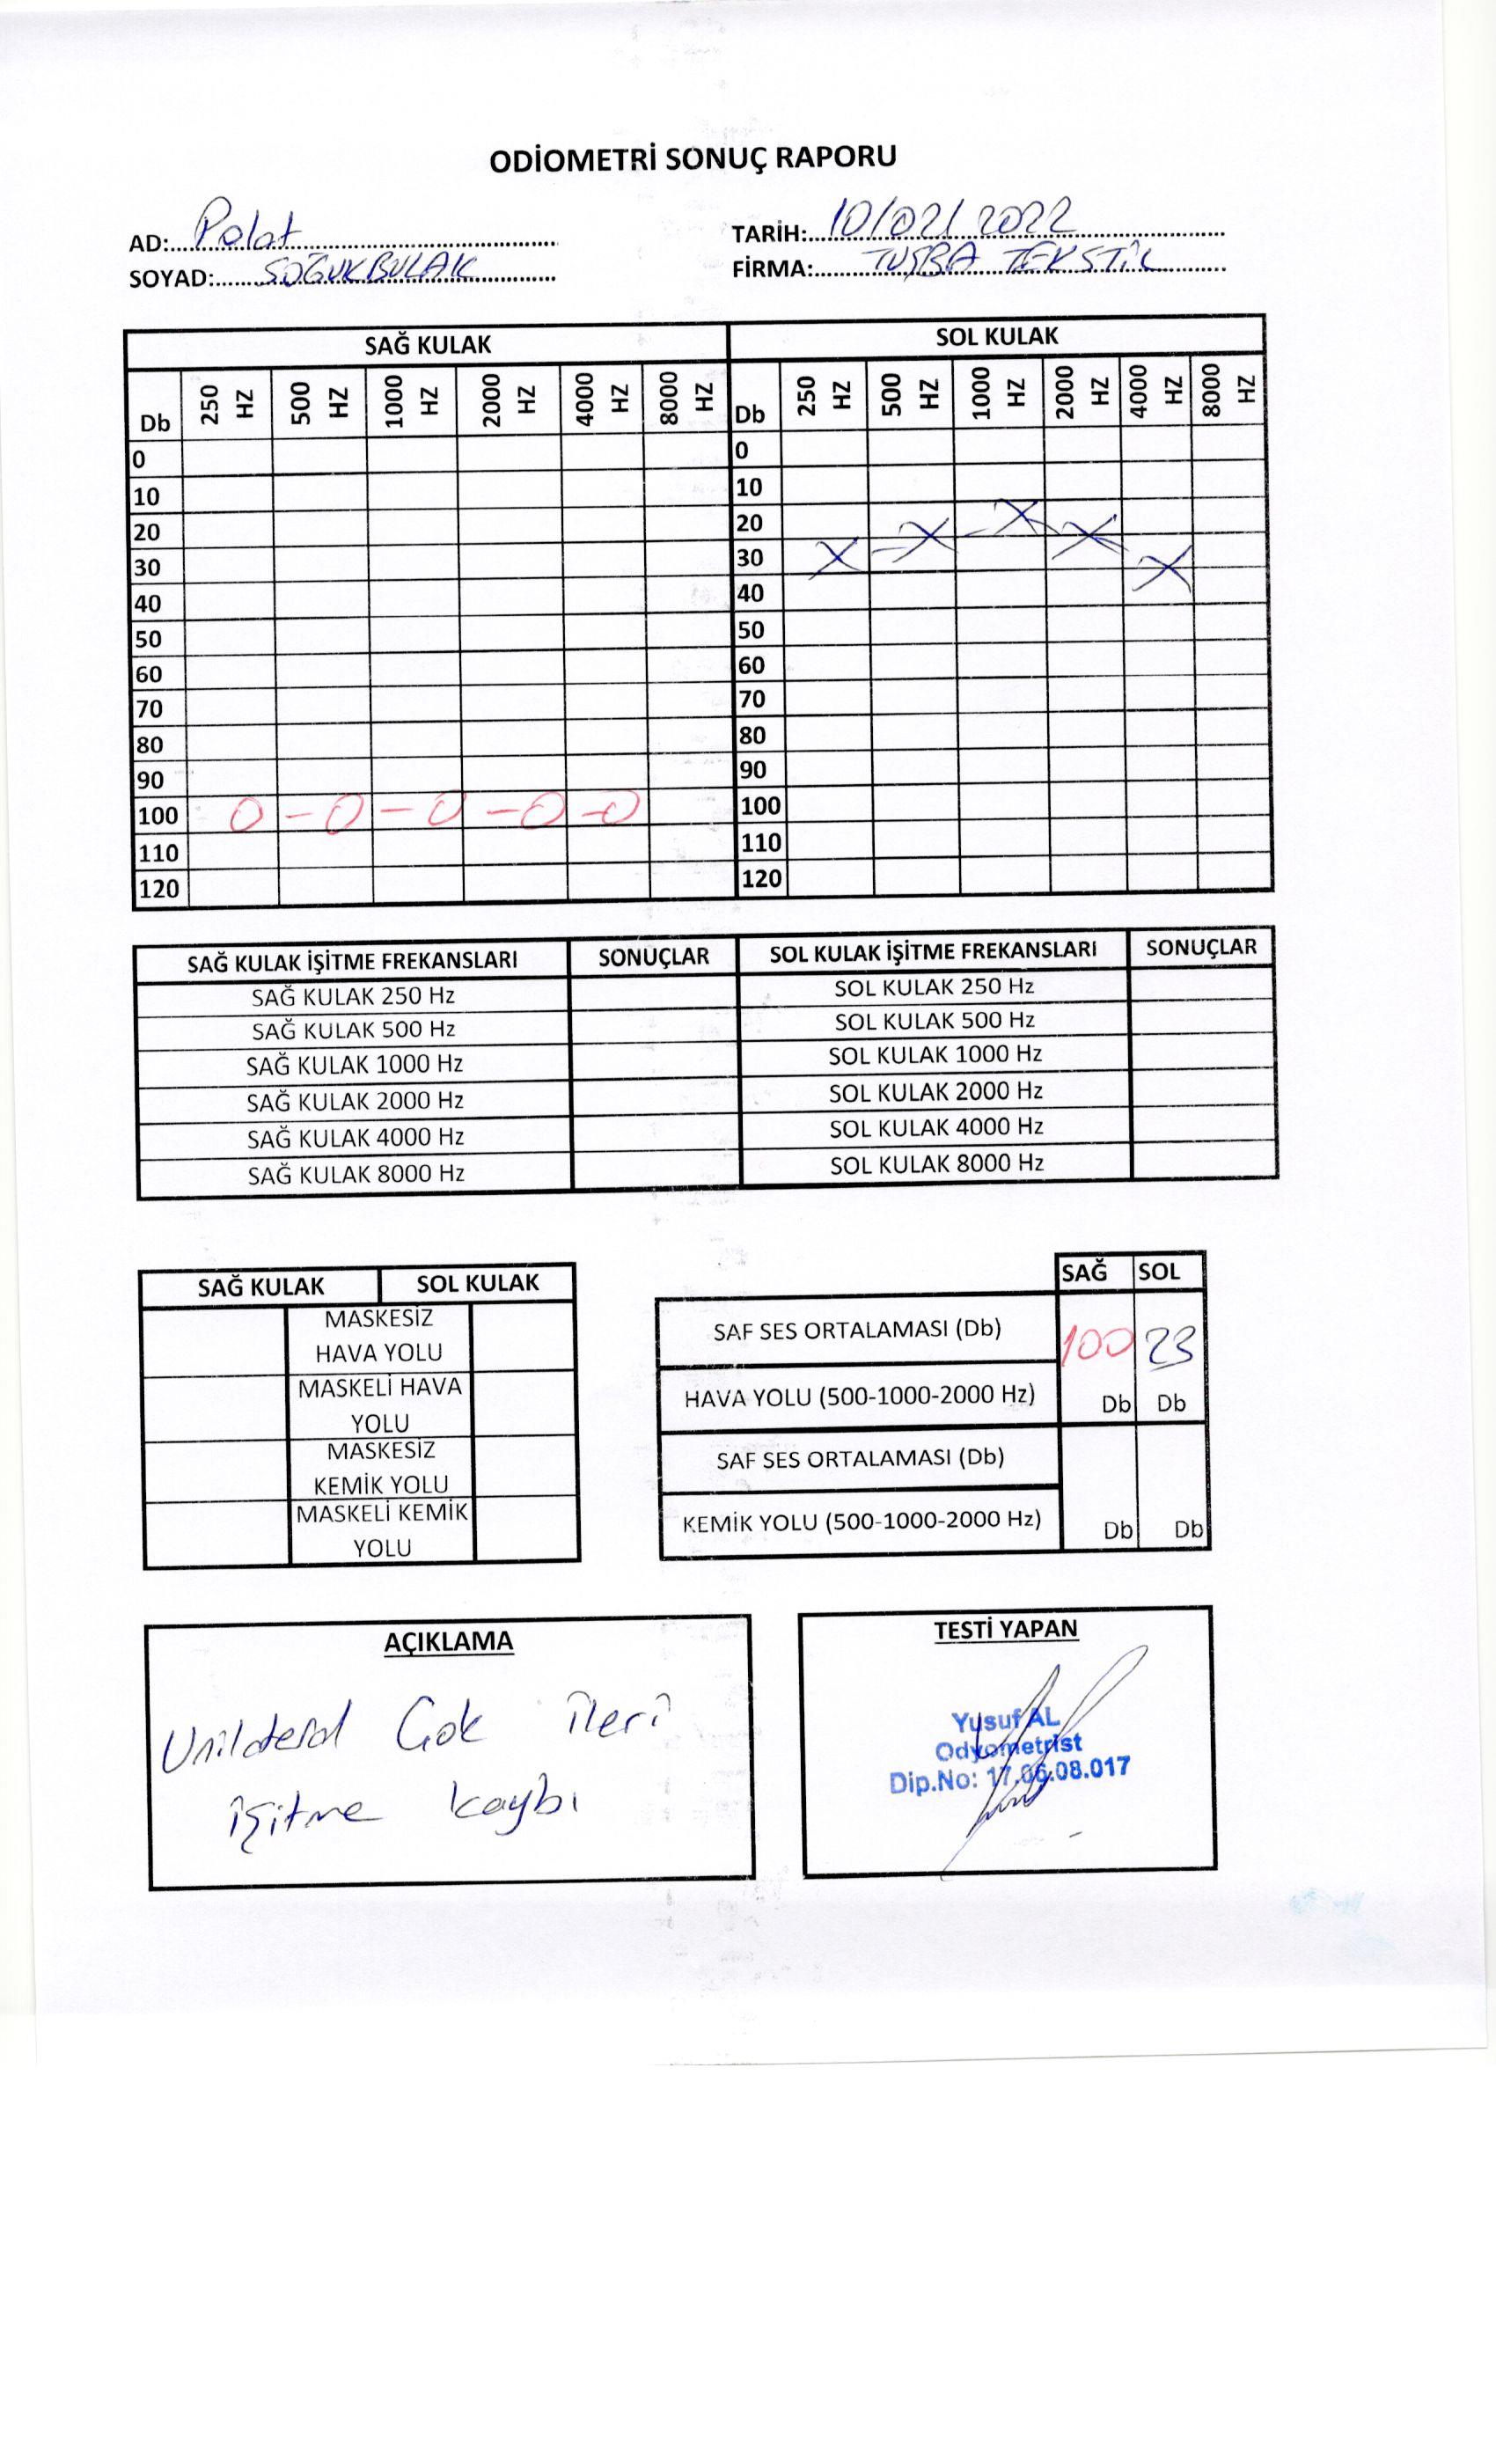 ODİOMETRİ SONUÇ RAPORU
AD: Polat TARİH: 10/02/2022
SOYAD: SOĞUKBULAK FİRMA: TUŞBA TEKSTİL
SAĞ KULAK SOL KULAK
Db 250 HZ 500 HZ 1000 HZ 2000 HZ 4000 HZ 8000 HZ Db 250 HZ 500 HZ 1000 HZ 2000 HZ 4000 HZ 8000 HZ
0 0
10 10
20 20 X X
30 30 X - X X
40 40
50 50
60 60
70 70
80 80
90 90
100 0 - 0 - 0 - 0 - 0 100
110 110
120 120
SAĞ KULAK İŞİTME FREKANSLARI SONUÇLAR SOL KULAK İŞİTME FREKANSLARI SONUÇLAR
SAĞ KULAK 250 Hz SOL KULAK 250 Hz
SAĞ KULAK 500 Hz SOL KULAK 500 Hz
SAĞ KULAK 1000 Hz SOL KULAK 1000 Hz
SAĞ KULAK 2000 Hz SOL KULAK 2000 Hz
SAĞ KULAK 4000 Hz SOL KULAK 4000 Hz
SAĞ KULAK 8000 Hz SOL KULAK 8000 Hz
SAĞ KULAK SOL KULAK
MASKESİZ
HAVA YOLU
MASKELİ HAVA
YOLU
MASKESİZ
KEMİK YOLU
MASKELİ KEMİK
YOLU
SAĞ SOL
SAF SES ORTALAMASI (Db) 100 23
HAVA YOLU (500-1000-2000 Hz) Db Db
SAF SES ORTALAMASI (Db)
KEMİK YOLU (500-1000-2000 Hz) Db Db
AÇIKLAMA
Unilateral Çok ileri
işitme kaybı
TESTİ YAPAN
Yusuf AL
Odyometrist
Dip.No: 17.06.08.017